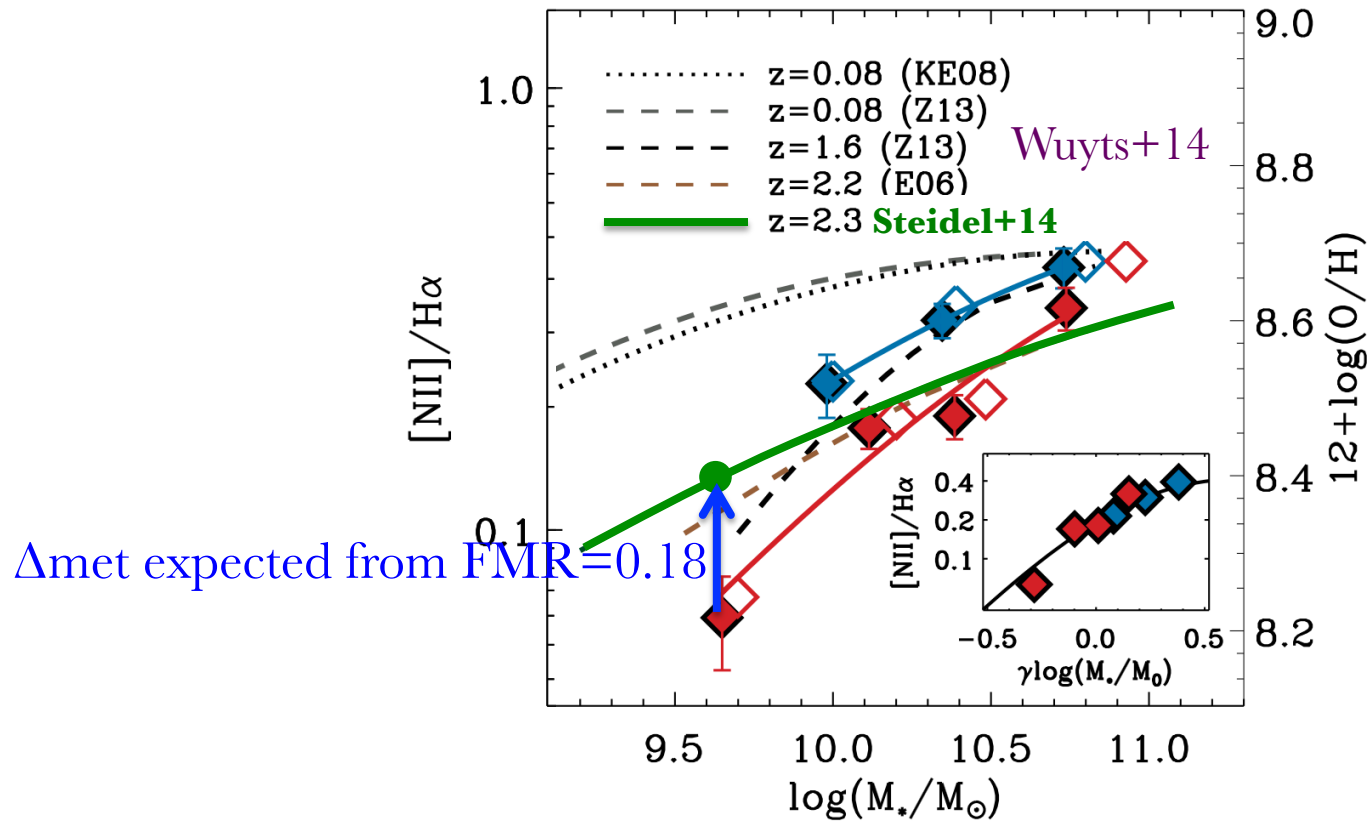 z=0.08 (KE08)
z=0.08 (Z13)
z=1.6 (Z13)
z=2.2 (E06)
z=2.3 Steidel+14
Wuyts+14
[NII]/Hα
1.0
0.1
12+log(O/H)
9.0
8.8
8.6
8.4
8.2
Δmet expected from FMR=0.18
[NII]/Hα
0.4
0.2
0.1
−0.5 0.0 0.5
γlog(M*/M₀)
9.5 10.0 10.5 11.0
log(M*/M⊙)